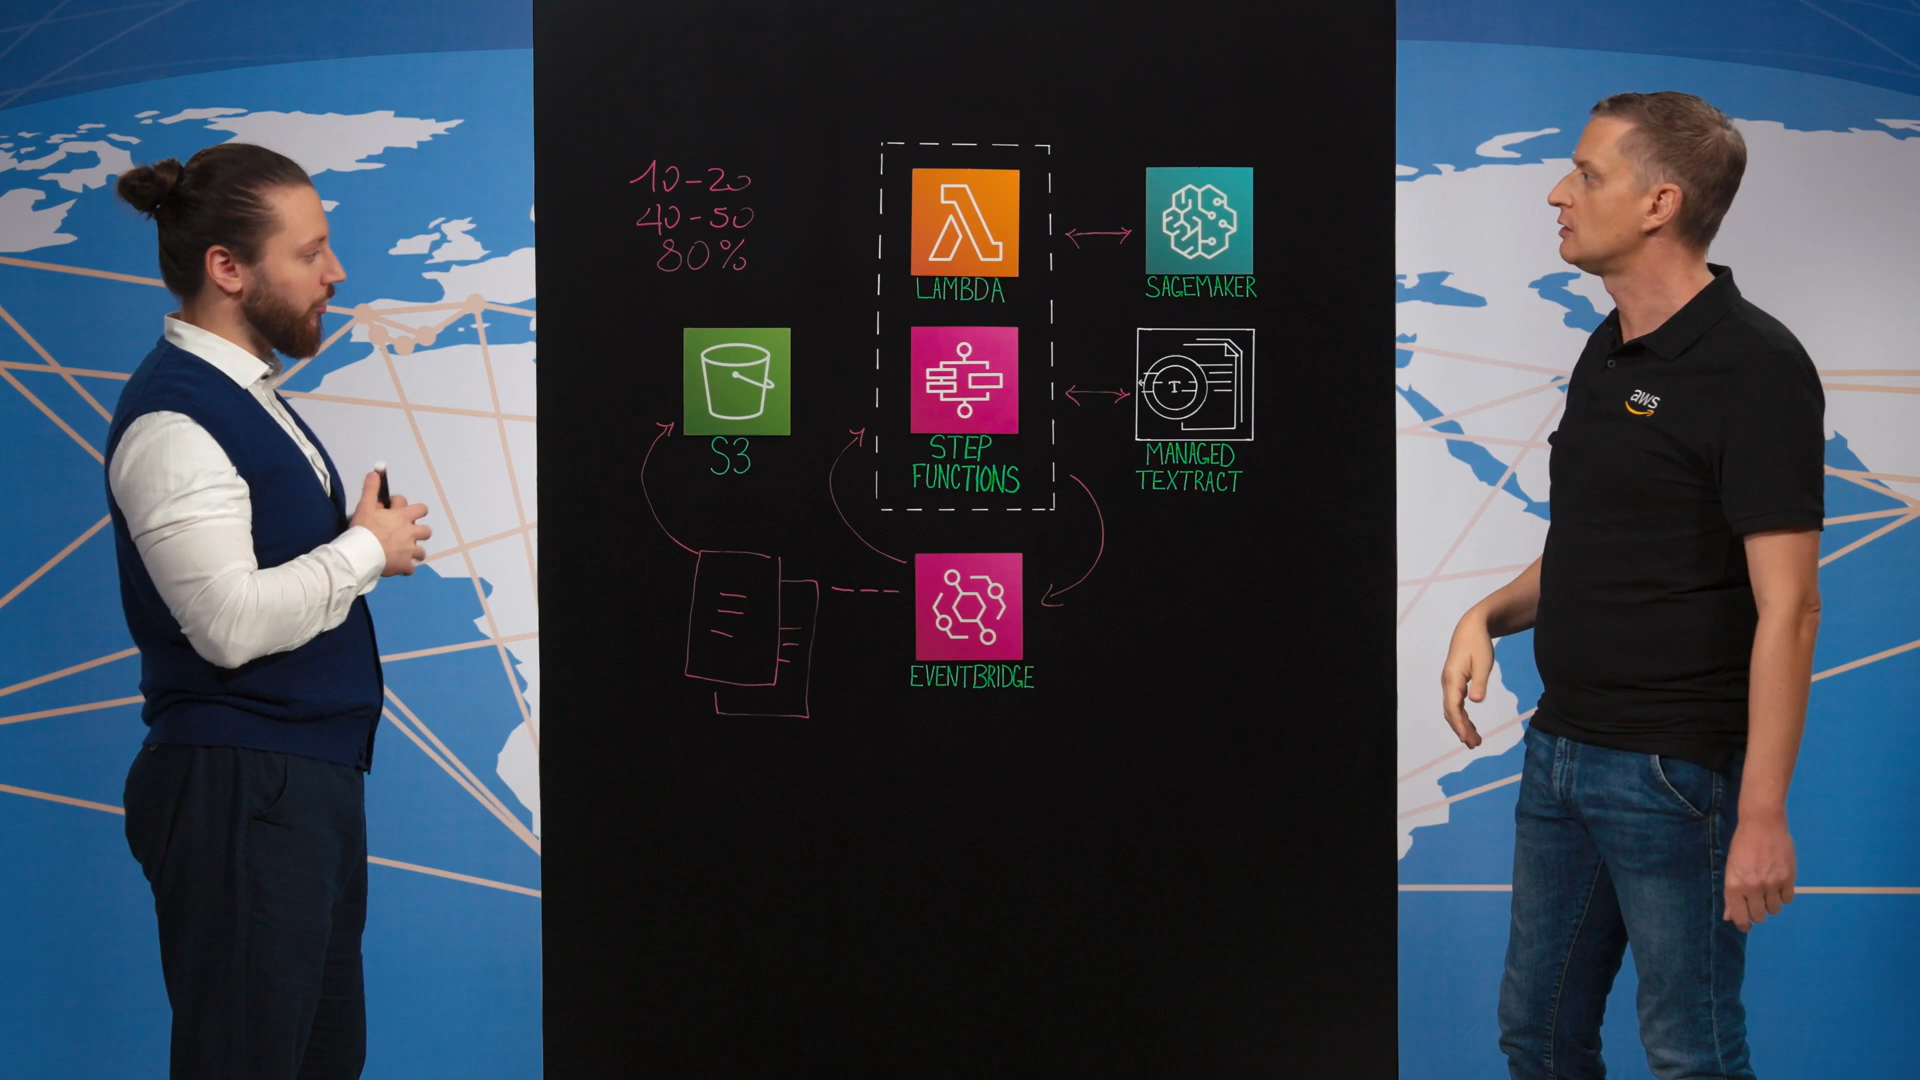 10-20
40-50
80%
LAMBDA
SAGEMAKER
S3
STEP
FUNCTIONS
T
MANAGED
TEXTRACT
EVENTBRIDGE
aws